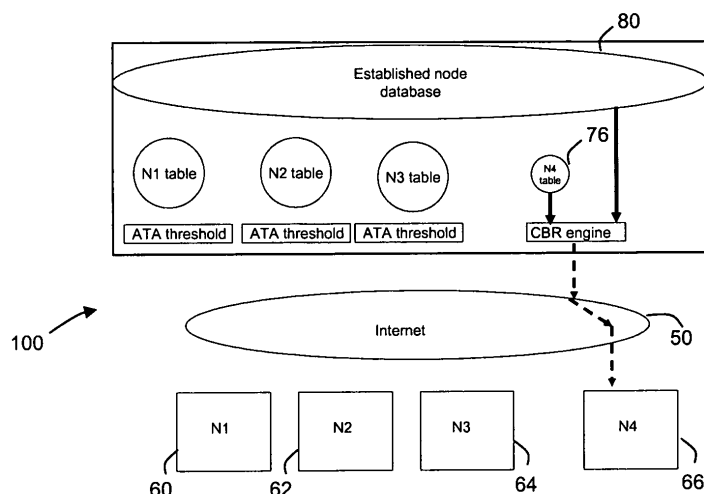 80
Established node
database
76
N1 table
N2 table
N3 table
N4
table
ATA threshold
ATA threshold
ATA threshold
CBR engine
100
Internet
50
N1
N2
N3
N4
60
62
64
66